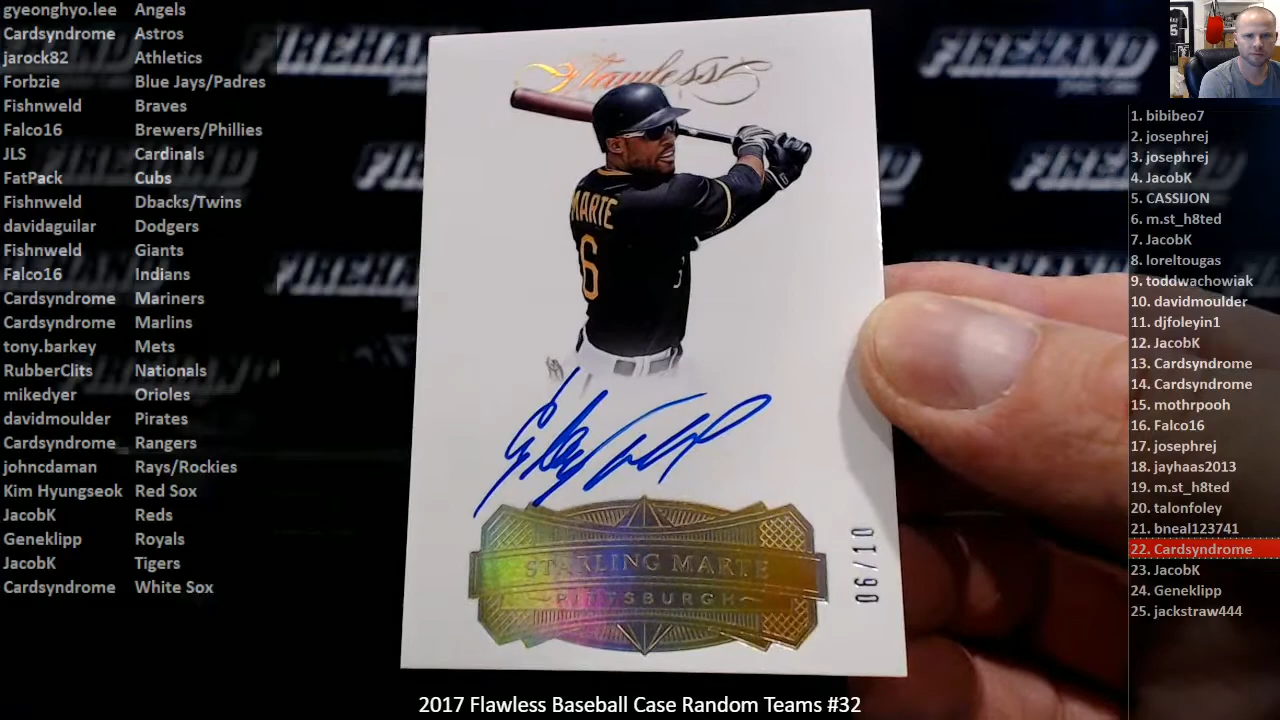 gyeonghyo.lee Angels
Cardsyndrome Astros
jarock82 Athletics
Forbzie Blue Jays/Padres
Fishnweld Braves
Falco16 Brewers/Phillies
JLS Cardinals
FatPack Cubs
Fishnweld Dbacks/Twins
davidaguilar Dodgers
Fishnweld Giants
Falco16 Indians
Cardsyndrome Mariners
Cardsyndrome Marlins
tony.barkey Mets
RubberClits Nationals
mikedyer Orioles
davidmoulder Pirates
Cardsyndrome_ Rangers
johncdaman Rays/Rockies
Kim Hyungseok Red Sox
JacobK Reds
Geneklipp Royals
JacobK Tigers
Cardsyndrome White Sox
FIREHAND
FIREHAND
FIREHAND
Flawless
MARTE
6
STARLING MARTE
PITTSBURGH
06/10
1. bibibeo7
2. josephrej
3. josephrej
4. JacobK
5. CASSIJON
6. m.st_h8ted
7. JacobK
8. loreltougas
9. toddwachowiak
10. davidmoulder
11. djfoleyin1
12. JacobK
13. Cardsyndrome
14. Cardsyndrome
15. mothrpooh
16. Falco16
17. josephrej
18. jayhaas2013
19. m.st_h8ted
20. talonfoley
21. bneal123741
22. Cardsyndrome
23. JacobK
24. Geneklipp
25. jackstraw444
2017 Flawless Baseball Case Random Teams #32